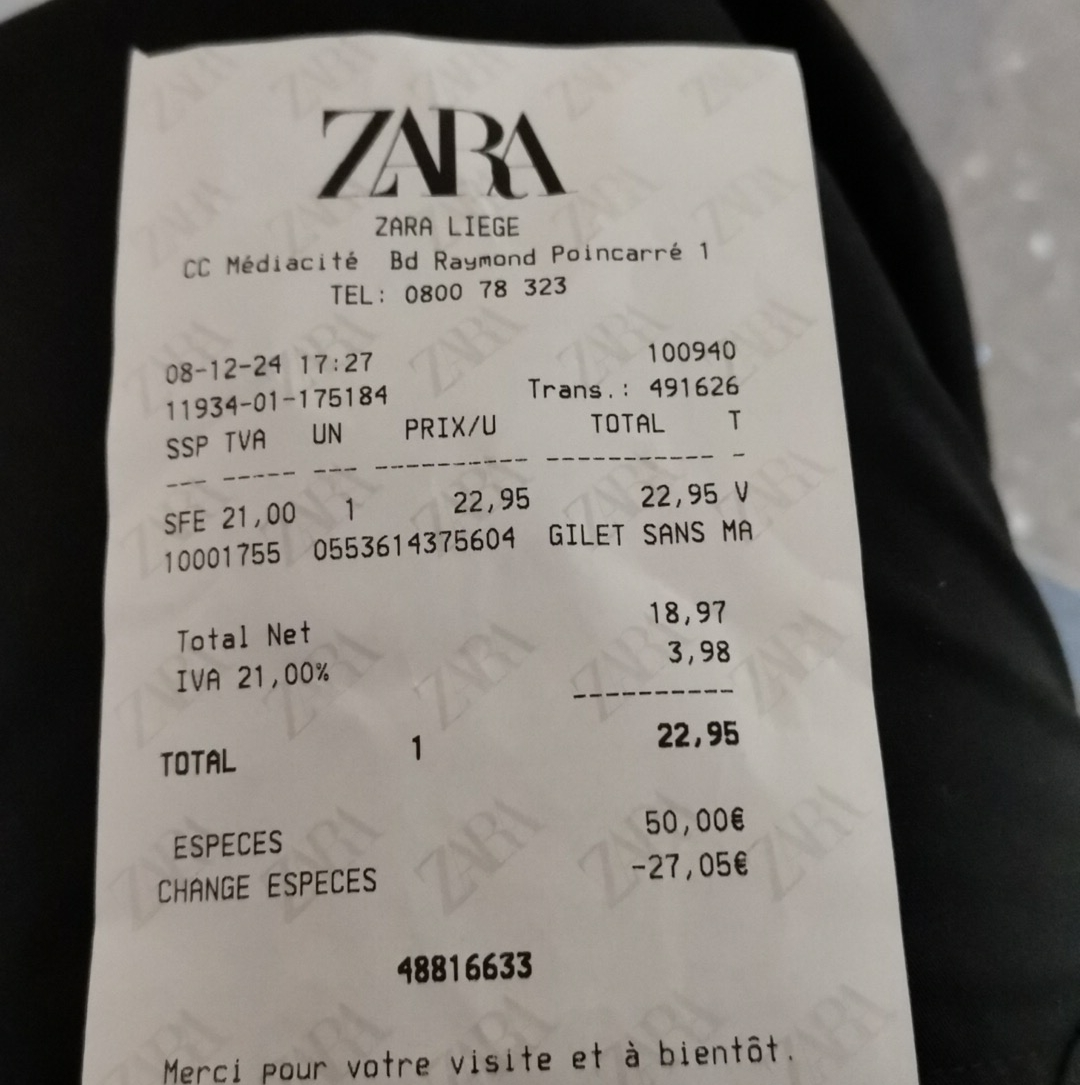 ZARA
ZARA LIEGE
CC Médiacité Bd Raymond Poincarré 1
TEL: 0800 78 323
08-12-24 17:27 100940
11934-01-175184 Trans.: 491626
SSP TVA UN PRIX/U TOTAL T
--- ----- --- ----------- ------------ -
SFE 21,00 1 22,95 22,95 V
10001755 0553614375604 GILET SANS MA
Total Net 18,97
IVA 21,00% 3,98
----------
TOTAL 1 22,95
ESPECES 50,00€
CHANGE ESPECES -27,05€
48816633
Merci pour votre visite et à bientôt.